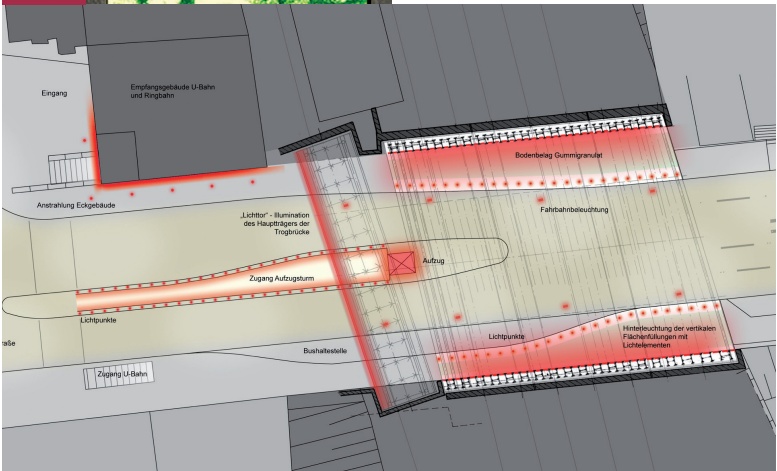 Eingang
Empfangsgebäude U-Bahn
und Ringbahn
Bodenbelag Gummigranulat
Anstrahlung Eckgebäude
„Lichttor“ - Illumination
des Hauptträgers der
Trogbrücke
Fahrbahnbeleuchtung
Aufzug
Zugang Aufzugsturm
Lichtpunkte
raße
Bushaltestelle
Lichtpunkte
Hinterleuchtung der vertikalen
Flächenfüllungen mit
Lichtelementen
Zugang U-Bahn